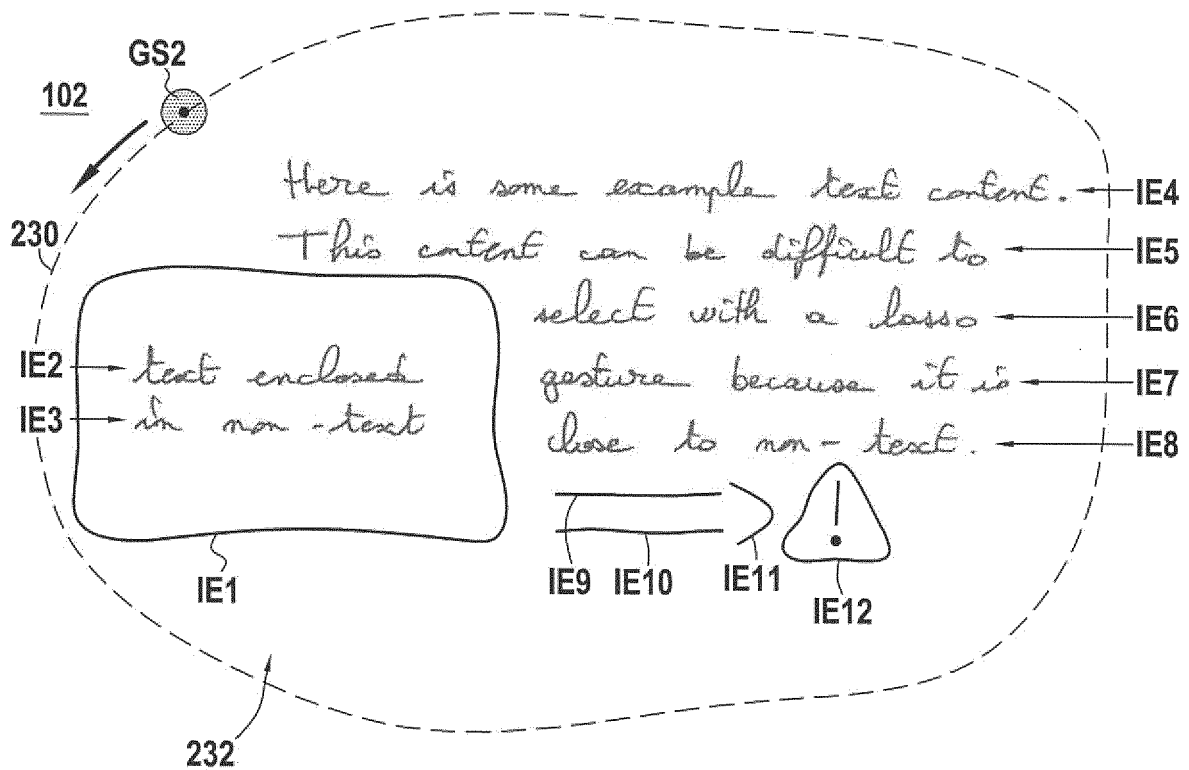 GS2
102
Here is some example text content. IE4
230
This content can be difficult to IE5
select with a lasso IE6
IE2 text enclosed
gesture because it is IE7
IE3 in non-text
close to non-text. IE8
IE9 IE10 IE11
IE1
IE12
232